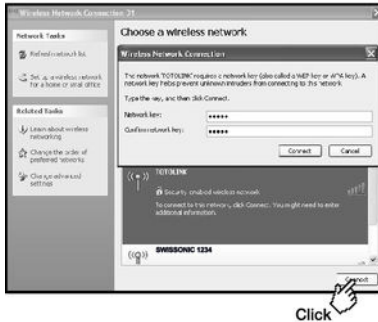 Wireless Network Connection 21
Network Tasks
Refresh network list
Set up a wireless network
for a home or small office
Related Tasks
Learn about wireless
networking
Change the order of
preferred networks
Change advanced
settings
Choose a wireless network
Wireless Network Connection
The network 'TOTOLINK' requires a network key (also called a WEP key or WPA key). A
network key helps prevent unknown intruders from connecting to this network.
Type the key, and then click Connect.
Network key:
Confirm network key:
Connect
Cancel
TOTOLINK
Security-enabled wireless network
To connect to this network, click Connect. You might need to enter
additional information.
SWISSONIC 1234
Connect
Click